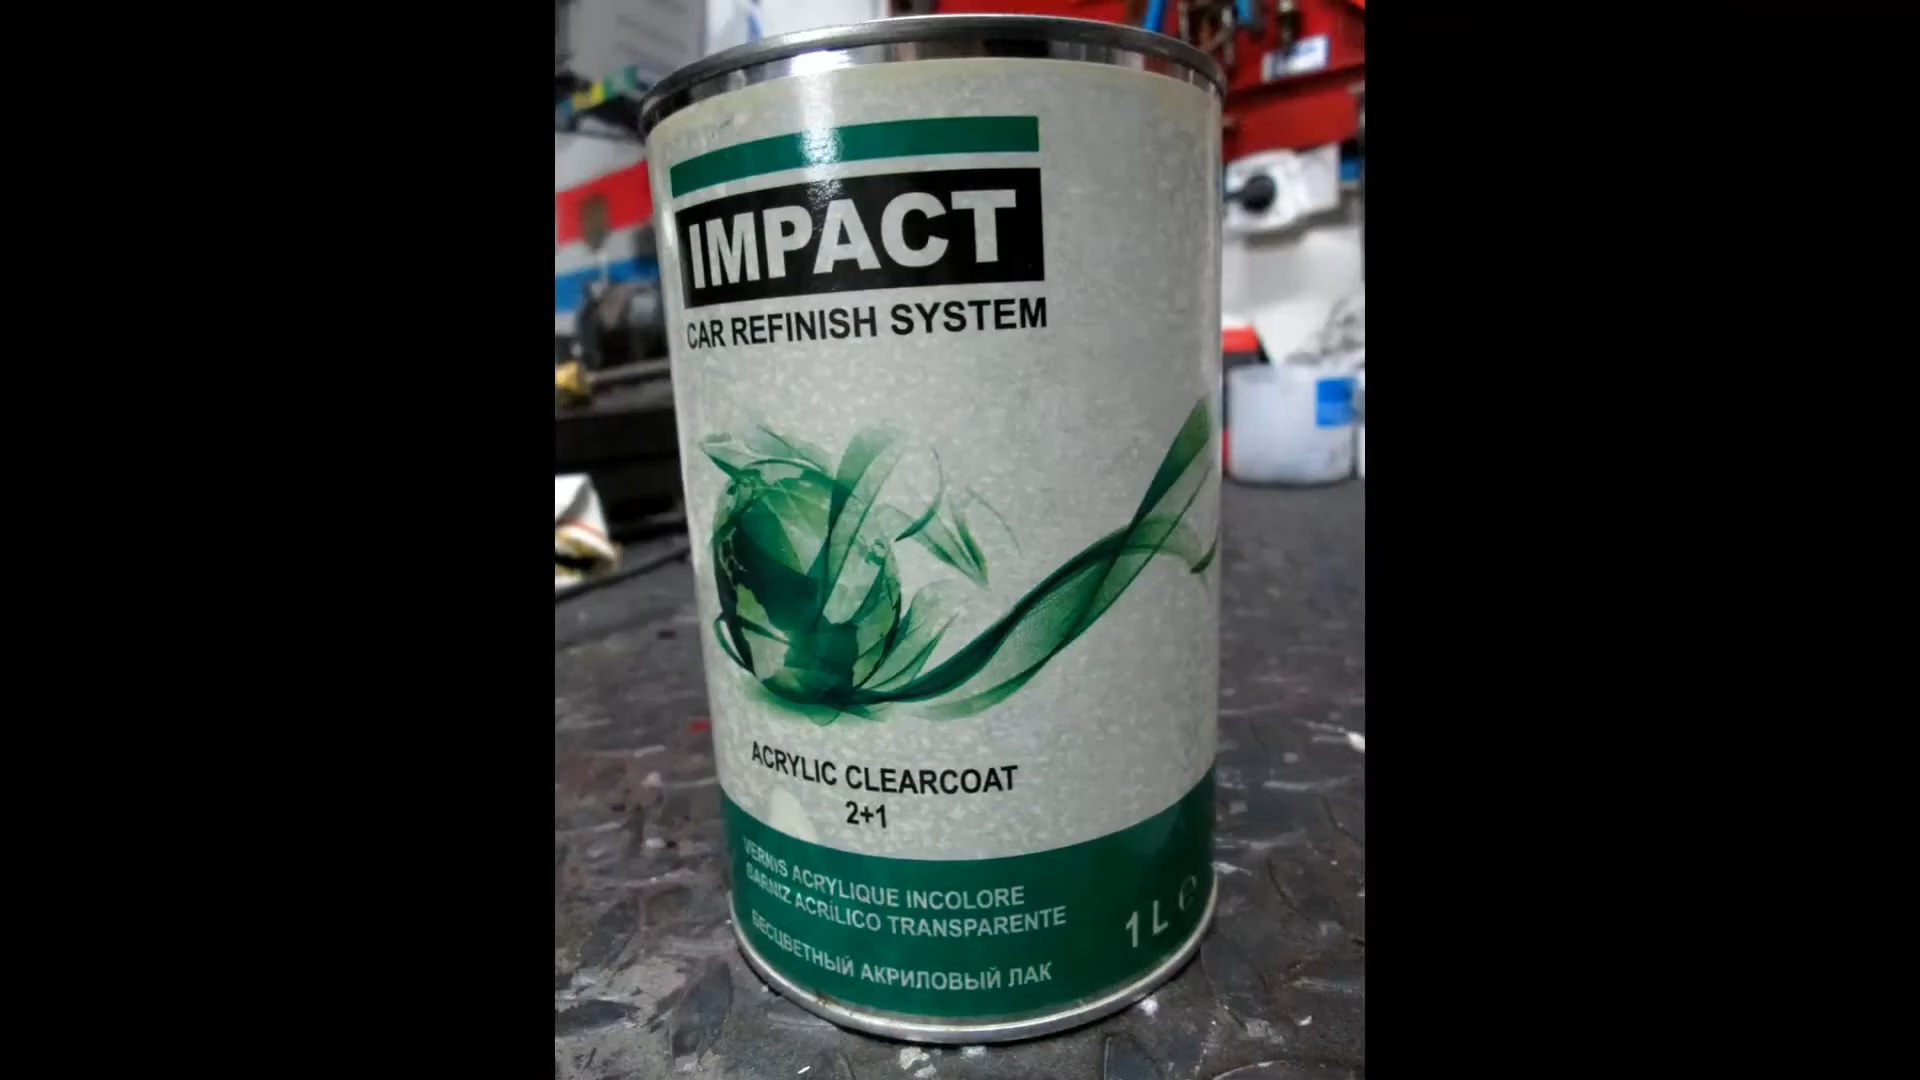 IMPACT
CAR REFINISH SYSTEM
ACRYLIC CLEARCOAT
2+1
VERNIS ACRYLIQUE INCOLORE
BARNIZ ACRÍLICO TRANSPARENTE
БЕСЦВЕТНЫЙ АКРИЛОВЫЙ ЛАК
1 L ℮